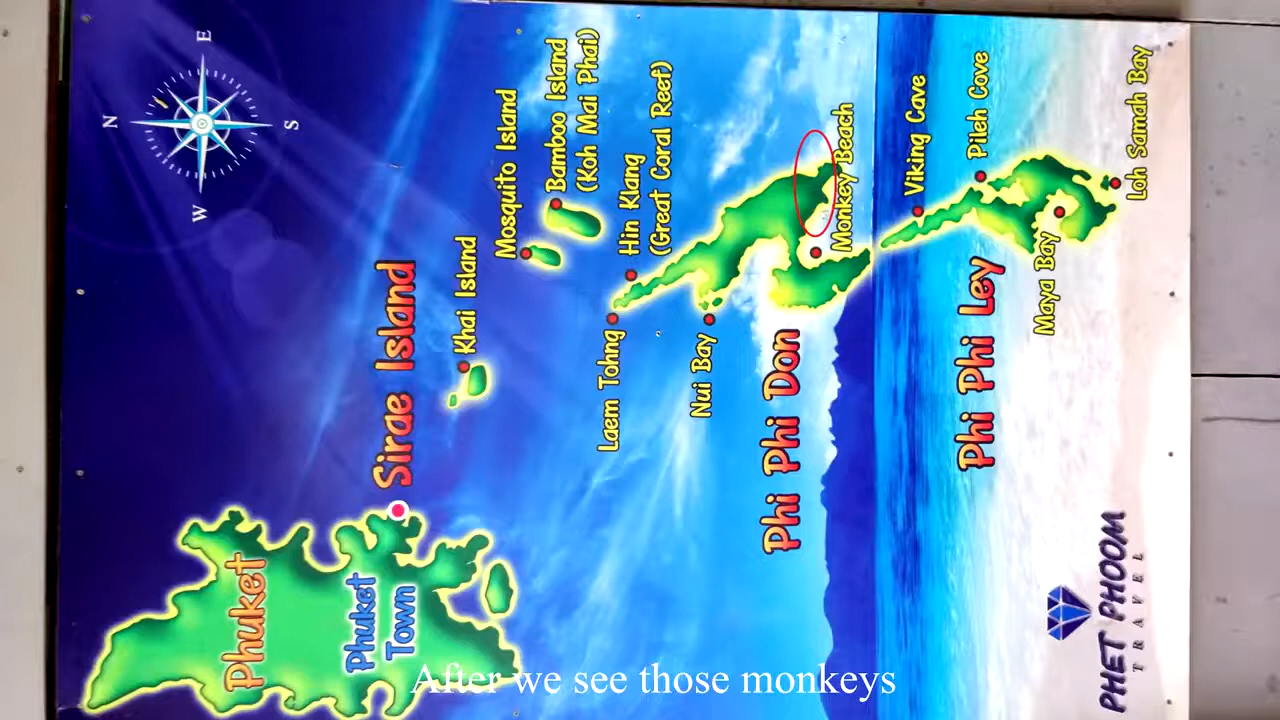 N
E
S
W
Phuket
Phuket
Town
Sirae Island
Khai Island
Mosquito Island
Bamboo Island
(Koh Mai Phai)
Hin Klang
(Great Coral Reef)
Laem Tohng
Nui Bay
Monkey Beach
Phi Phi Don
Viking Cave
Pileh Cove
Phi Phi Ley
Maya Bay
Loh Samah Bay
PHET PHOOM
TRAVEL
After we see those monkeys